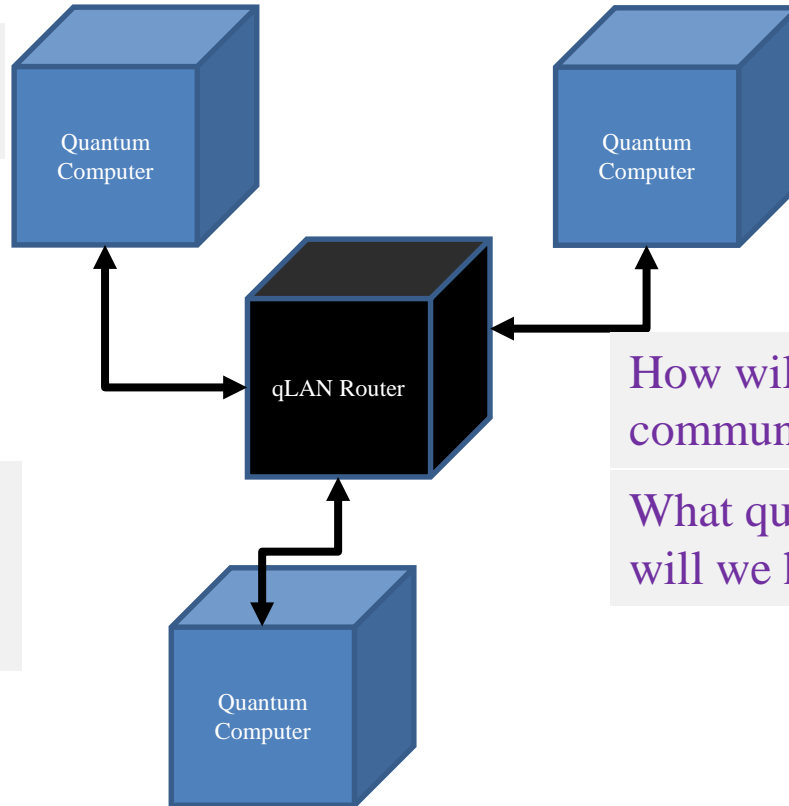 Quantum
Computer
Quantum
Computer
qLAN Router
How wil
commun
What qu
will we
Quantum
Computer